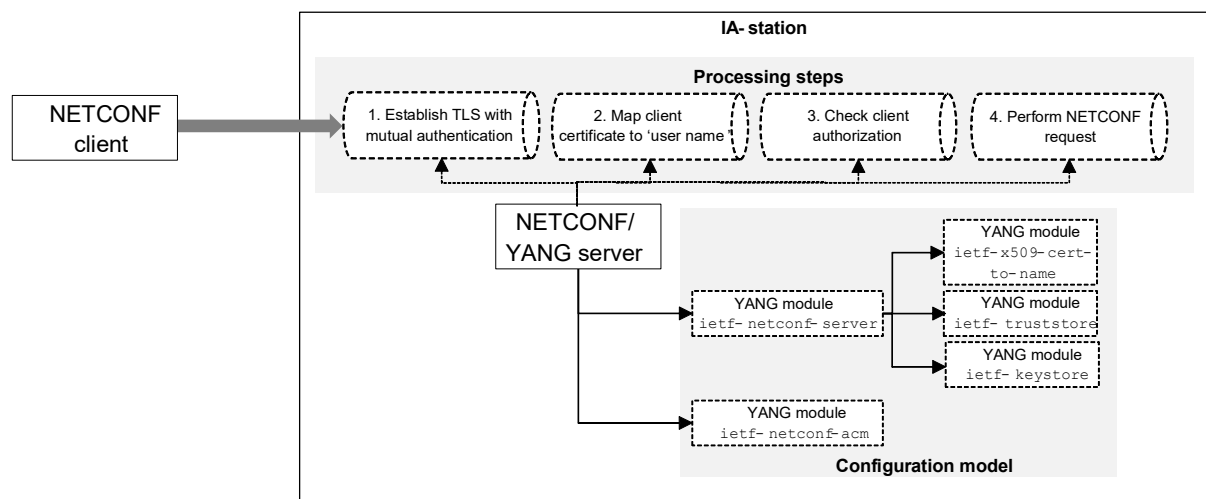 IA- station
Processing steps
NETCONF
client
1. Establish TLS with
mutual authentication
2. Map client
certificate to 'user name '
3. Check client
authorization
4. Perform NETCONF
request
NETCONF/
YANG server
YANG module
ietf- x509- cert-
to- name
YANG module
ietf- netconf- server
YANG module
ietf- truststore
YANG module
ietf- keystore
YANG module
ietf- netconf-acm
Configuration model